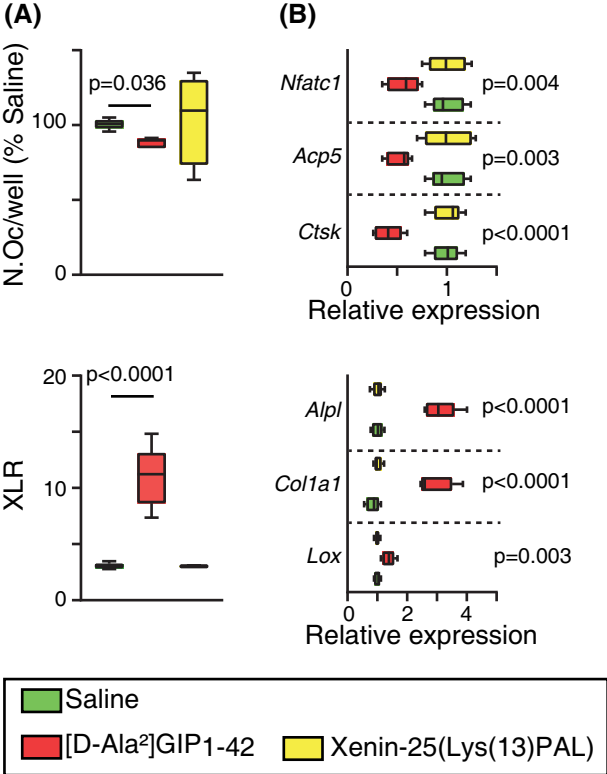 (A)
N.Oc/well (% Saline)
100
0
p=0.036
(B)
Nfatc1
p=0.004
Acp5
p=0.003
Ctsk
p<0.0001
0
1
Relative expression
XLR
20
10
0
p<0.0001
Alpl
p<0.0001
Col1a1
p<0.0001
Lox
p=0.003
0
2
4
Relative expression
Saline
[D-Ala²]GIP₁₋₄₂
Xenin-25(Lys(13)PAL)